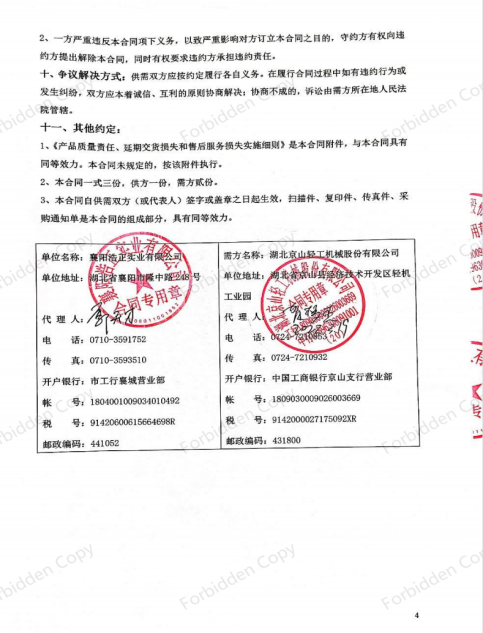 2、一方严重违反本合同项下义务，以致严重影响对方订立本合同之目的，守约方有权向违
约方提出解除本合同，同时有权要求违约方承担违约责任。
十、争议解决方式：供需双方应按约定履行各自义务。在履行合同过程中如有违约行为或
发生纠纷，双方应本着诚信、互利的原则协商解决；协商不成的，诉讼由需方所在地人民法
院管辖。
十一、其他约定：
1、《产品质量责任、延期交货损失和售后服务损失实施细则》是本合同附件，与本合同具有
同等效力。本合同未规定的，按该附件执行。
2、本合同一式三份，供方一份，需方贰份。
3、本合同自供需双方（或代表人）签字或盖章之日起生效，扫描件、复印件、传真件、采
购通知单是本合同的组成部分，具有同等效力。
单位名称：襄阳浩正实业有限公司
单位地址：湖北省襄阳市隆中路248号
代 理 人：
电 话：0710-3591752
传 真：0710-3593510
开户银行：市工行襄城营业部
帐 号：1804001009034010492
税 号：91420600615664698R
邮政编码：441052
需方名称：湖北京山轻工机械股份有限公司
单位地址：湖北省京山县经济技术开发区轻机
工业园
代 理 人：
电 话：0724-7210
传 真：0724-7210932
开户银行：中国工商银行京山支行营业部
帐 号：1809030009026003669
税 号：9142000027175092XR
邮政编码：431800
合同专用章
合同专用章
Forbidden Copy
4